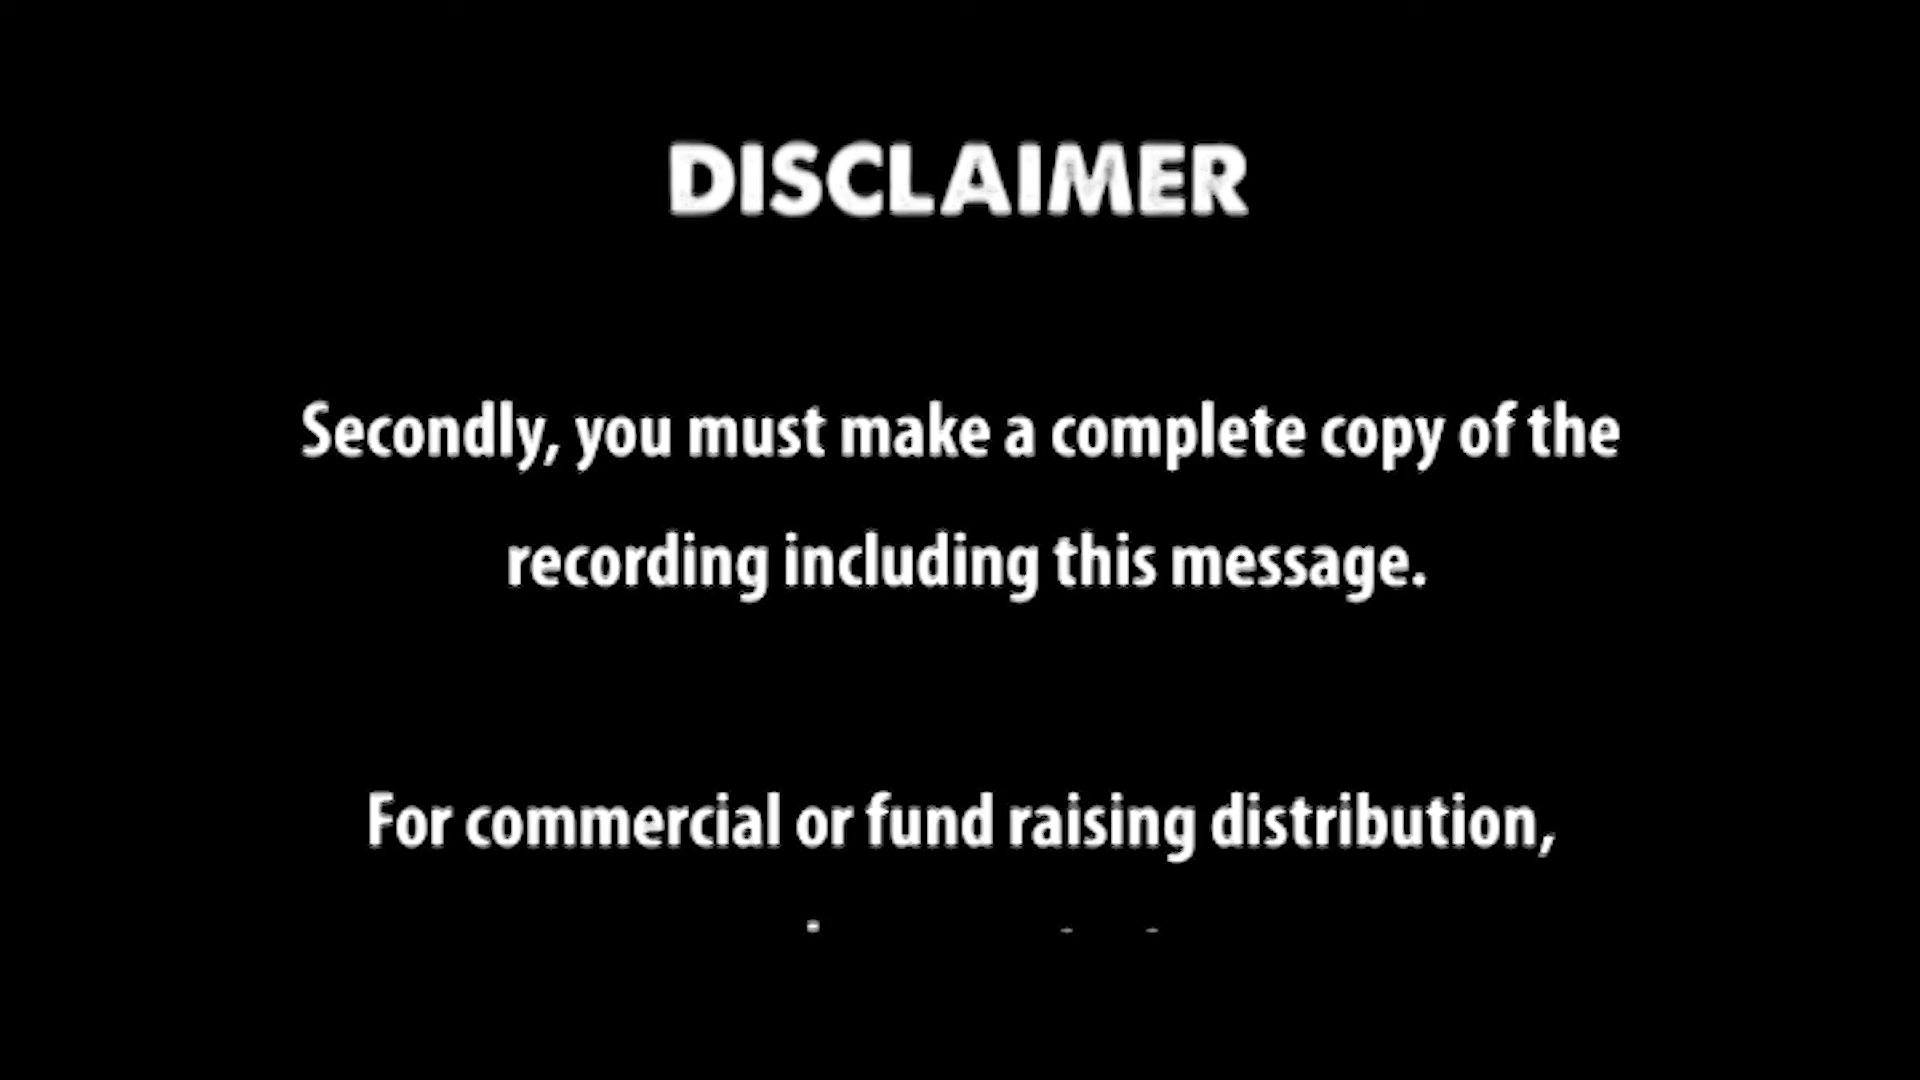 DISCLAIMER
Secondly, you must make a complete copy of the
recording including this message.
For commercial or fund raising distribution,